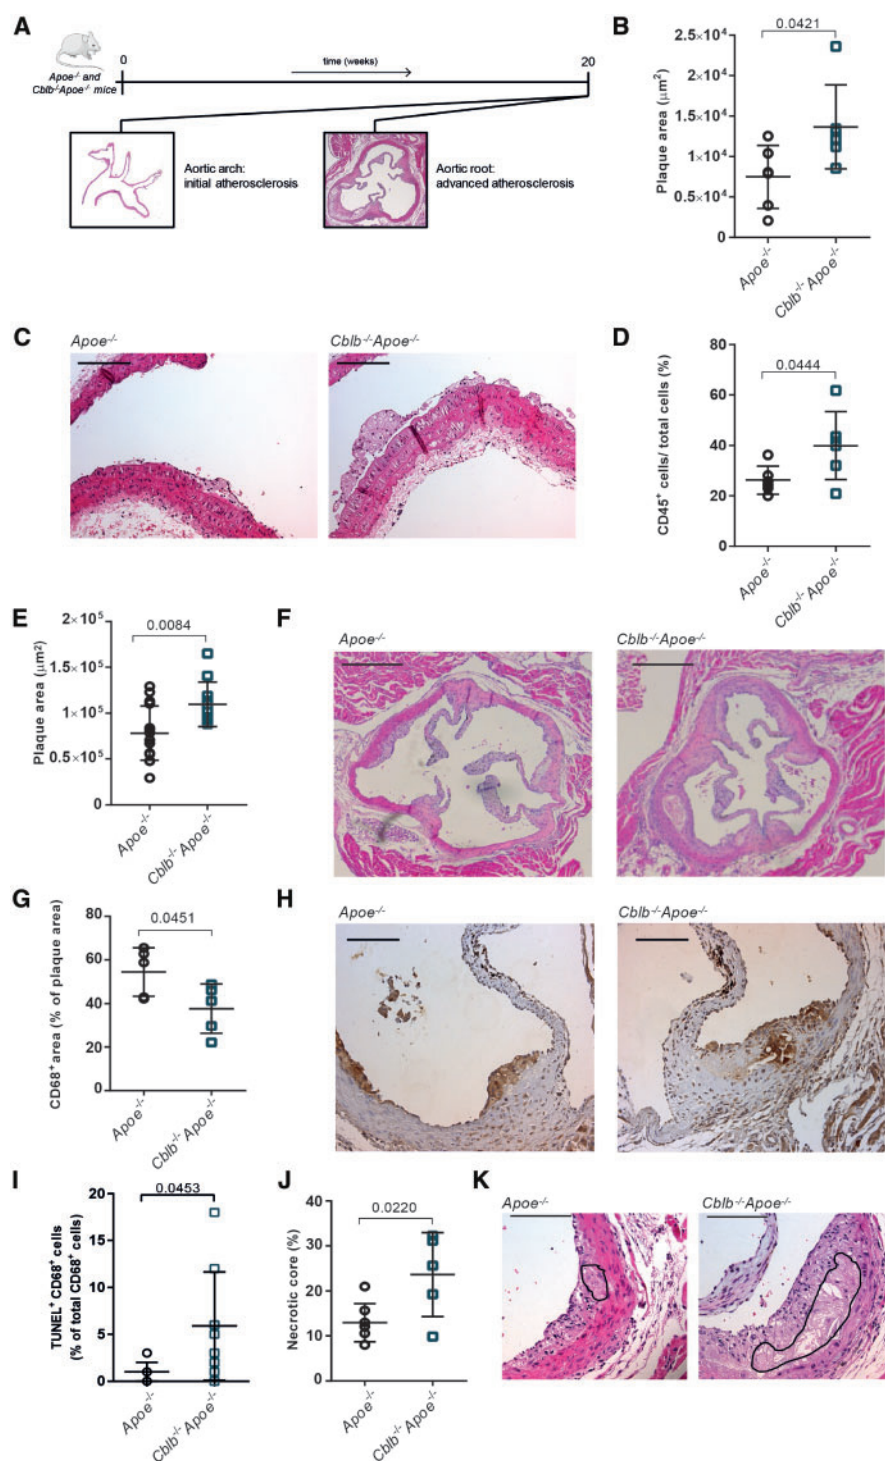 A
0
time (weeks)
20
Apoe-/- and
Cblb-/-Apoe-/- mice
Aortic arch:
initial atherosclerosis
Aortic root:
advanced atherosclerosis
B
0.0421
Plaque area (μm²)
2.5×10⁴
2×10⁴
1.5×10⁴
1×10⁴
0.5×10⁴
0
Apoe-/-
Cblb-/-Apoe-/-
C
Apoe-/-
Cblb-/-Apoe-/-
D
0.0444
CD45⁺ cells/ total cells (%)
80
60
40
20
0
Apoe-/-
Cblb-/-Apoe-/-
E
0.0084
Plaque area (μm²)
2×10⁵
1.5×10⁵
1×10⁵
0.5×10⁵
0
Apoe-/-
Cblb-/-Apoe-/-
F
Apoe-/-
Cblb-/-Apoe-/-
G
0.0451
CD68⁺ area (% of plaque area)
80
60
40
20
0
Apoe-/-
Cblb-/-Apoe-/-
H
Apoe-/-
Cblb-/-Apoe-/-
I
0.0453
TUNEL⁺ CD68⁺ cells
(% of total CD68⁺ cells)
20
15
10
5
0
Apoe-/-
Cblb-/-Apoe-/-
J
0.0220
Necrotic core (%)
40
30
20
10
0
Apoe-/-
Cblb-/-Apoe-/-
K
Apoe-/-
Cblb-/-Apoe-/-